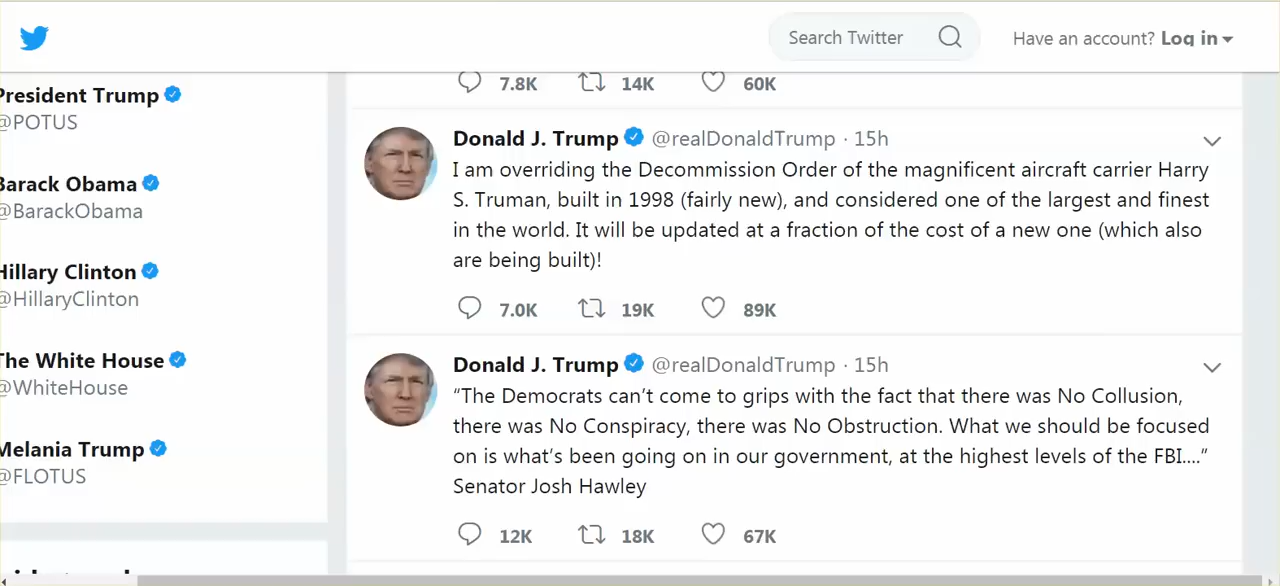 Search Twitter
Have an account? Log in
President Trump
@POTUS
Barack Obama
@BarackObama
Hillary Clinton
@HillaryClinton
The White House
@WhiteHouse
Melania Trump
@FLOTUS
7.8K 14K 60K
Donald J. Trump @realDonaldTrump · 15h
I am overriding the Decommission Order of the magnificent aircraft carrier Harry
S. Truman, built in 1998 (fairly new), and considered one of the largest and finest
in the world. It will be updated at a fraction of the cost of a new one (which also
are being built)!
7.0K 19K 89K
Donald J. Trump @realDonaldTrump · 15h
“The Democrats can’t come to grips with the fact that there was No Collusion,
there was No Conspiracy, there was No Obstruction. What we should be focused
on is what’s been going on in our government, at the highest levels of the FBI....”
Senator Josh Hawley
12K 18K 67K